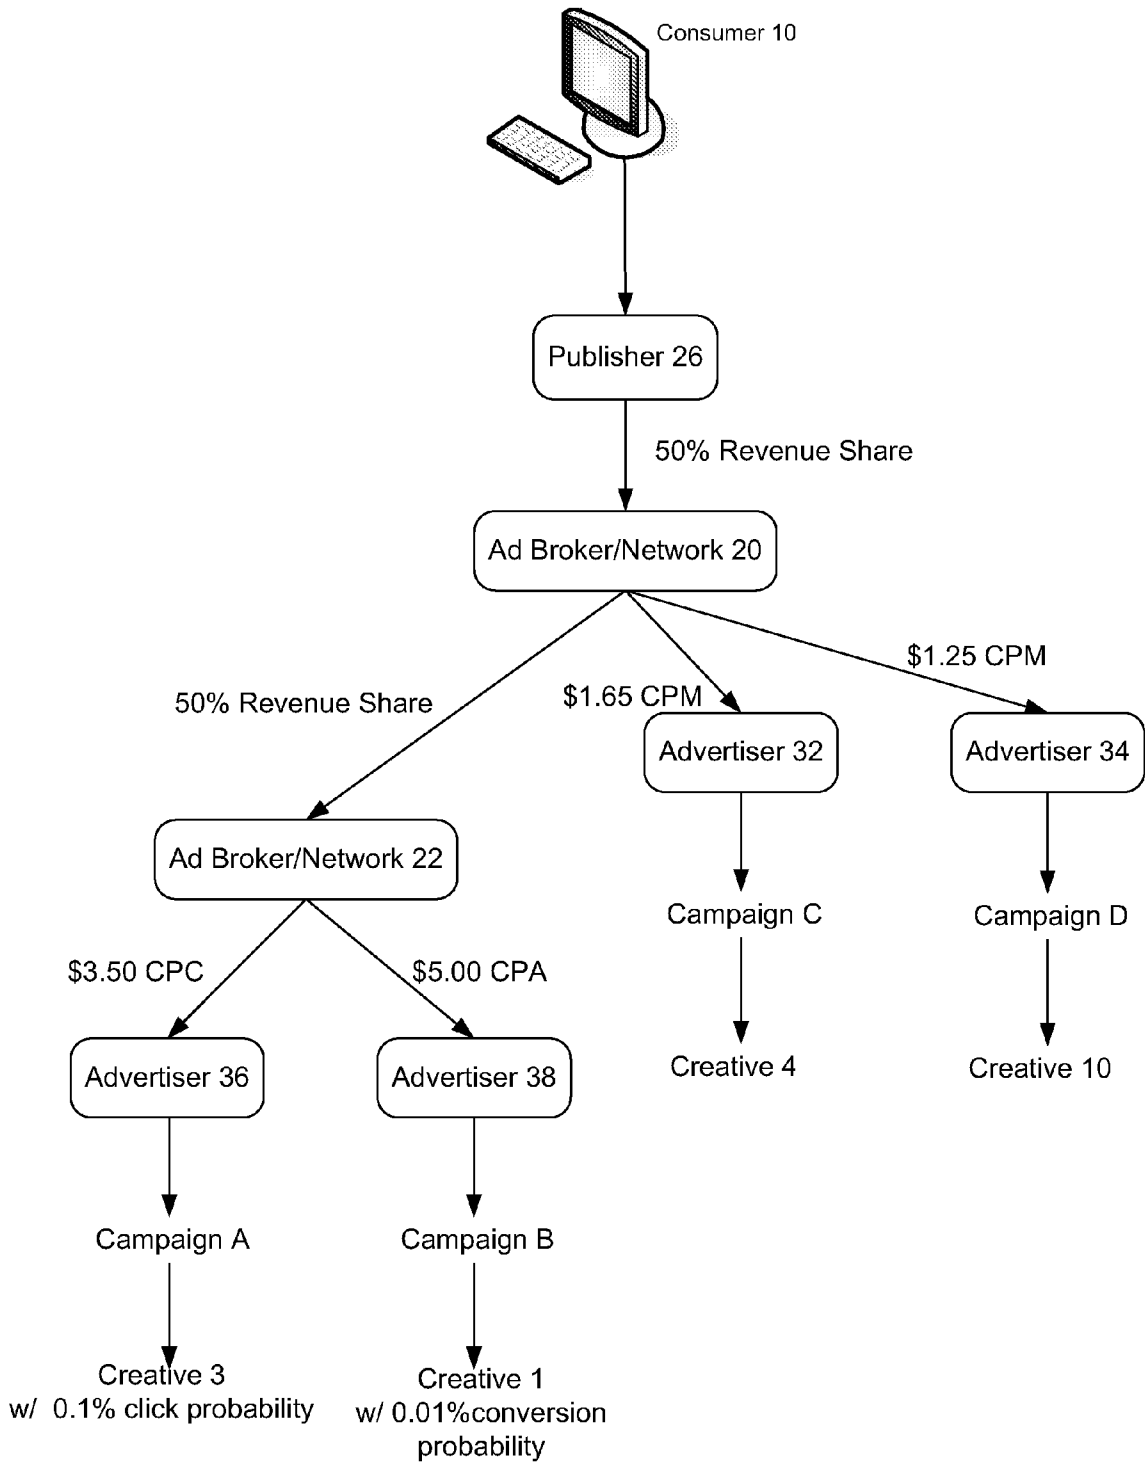 Consumer 10
Publisher 26
50% Revenue Share
Ad Broker/Network 20
$1.25 CPM
50% Revenue Share
$1.65 CPM
Advertiser 32
Advertiser 34
Ad Broker/Network 22
Campaign C
Campaign D
$3.50 CPC
$5.00 CPA
Creative 4
Creative 10
Advertiser 36
Advertiser 38
Campaign A
Campaign B
Creative 3
w/ 0.1% click probability
Creative 1
w/ 0.01%conversion
probability